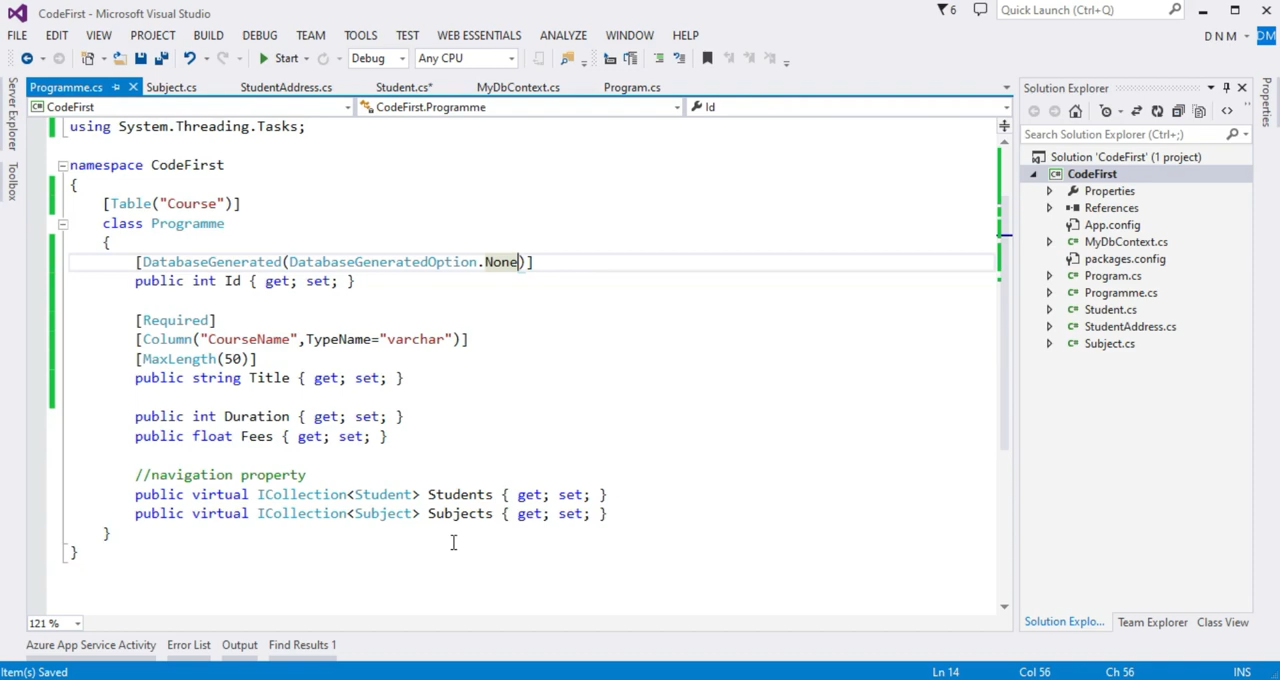 CodeFirst - Microsoft Visual Studio
6
Quick Launch (Ctrl+Q)
FILE EDIT VIEW PROJECT BUILD DEBUG TEAM TOOLS TEST WEB ESSENTIALS ANALYZE WINDOW HELP
D N M DM
Start Debug Any CPU
Server Explorer
Toolbox
Programme.cs Subject.cs StudentAddress.cs Student.cs* MyDbContext.cs Program.cs
CodeFirst CodeFirst.Programme Id
using System.Threading.Tasks;
namespace CodeFirst
{
[Table("Course")]
class Programme
{
[DatabaseGenerated(DatabaseGeneratedOption.None)]
public int Id { get; set; }
[Required]
[Column("CourseName",TypeName="varchar")]
[MaxLength(50)]
public string Title { get; set; }
public int Duration { get; set; }
public float Fees { get; set; }
//navigation property
public virtual ICollection<Student> Students { get; set; }
public virtual ICollection<Subject> Subjects { get; set; }
}
}
121 %
Solution Explorer
Search Solution Explorer (Ctrl+;)
Solution 'CodeFirst' (1 project)
CodeFirst
Properties
References
App.config
MyDbContext.cs
packages.config
Program.cs
Programme.cs
Student.cs
StudentAddress.cs
Subject.cs
Solution Explo... Team Explorer Class View
Properties
Azure App Service Activity Error List Output Find Results 1
Item(s) Saved Ln 14 Col 56 Ch 56 INS